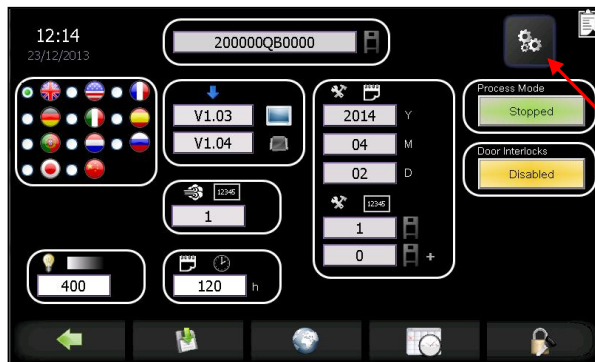 12:14
23/12/2013
200000QB0000
V1.03
V1.04
12345
1
400
120 h
2014 Y
04 M
02 D
12345
1
0 +
Process Mode
Stopped
Door Interlocks
Disabled